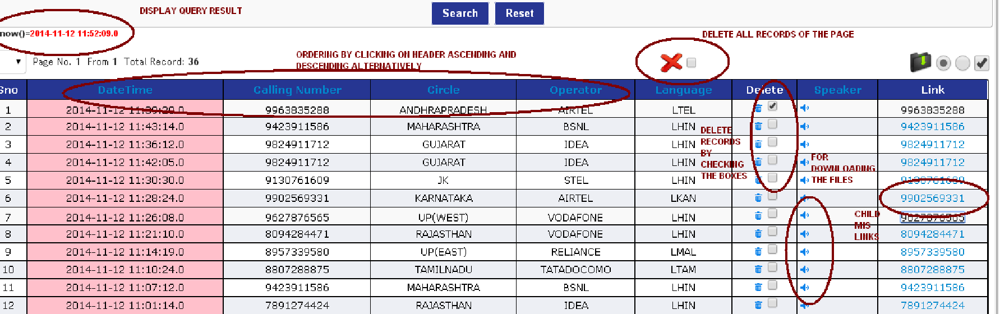 DISPLAY QUERY RESULT
Search Reset
now()=2014-11-12 11:52:09.0
DELETE ALL RECORDS OF THE PAGE
Page No. 1 From 1 Total Record: 36
ORDERING BY CLICKING ON HEADER ASCENDING AND
DESCENDING ALTERNATIVELY
Sno DateTime Calling Number Circle Operator Language Delete Speaker Link
1 2014-11-12 11:39:20.0 9963835288 ANDHRAPRADESH AIRTEL LTEL 9963835288
2 2014-11-12 11:43:14.0 9423911586 MAHARASHTRA BSNL LHIN 9423911586
3 2014-11-12 11:36:12.0 9824911712 GUJARAT IDEA LHIN 9824911712
4 2014-11-12 11:42:05.0 9824911712 GUJARAT IDEA LHIN 9824911712
5 2014-11-12 11:30:30.0 9130761609 JK STEL LHIN 9130761609
6 2014-11-12 11:28:24.0 9902569331 KARNATAKA AIRTEL LKAN 9902569331
7 2014-11-12 11:26:08.0 9627876565 UP(WEST) VODAFONE LHIN 9627876565
8 2014-11-12 11:21:10.0 8094284471 RAJASTHAN VODAFONE LHIN 8094284471
9 2014-11-12 11:14:19.0 8957339580 UP(EAST) RELIANCE LMAL 8957339580
10 2014-11-12 11:10:24.0 8807288875 TAMILNADU TATADOCOMO LTAM 8807288875
11 2014-11-12 11:07:12.0 9423911586 MAHARASHTRA BSNL LHIN 9423911586
12 2014-11-12 11:01:14.0 7891274424 RAJASTHAN IDEA LHIN 7891274424
DELETE
RECORDS
BY
CHECKING
THE BOXES
FOR
DOWNLOADING
THE FILES
CHILD
MIS
LINKS